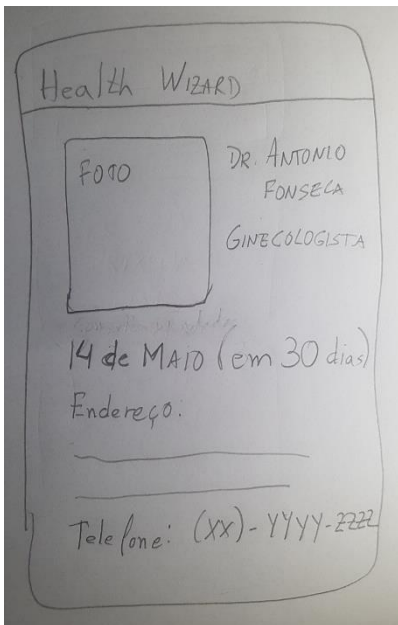 Health WIZARD
FOTO
DR. ANTONIO
FONSECA
GINECOLOGISTA
14 de MAIO (em 30 dias)
Endereço:
Telefone: (XX)-YYYY-ZZZZ